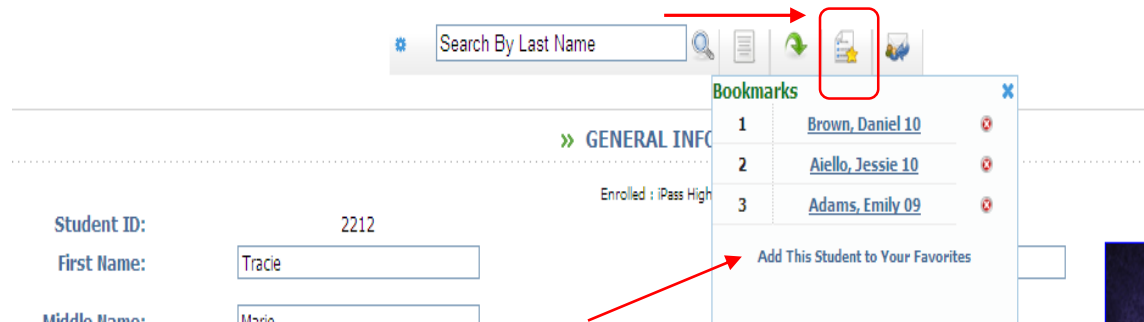 Search By Last Name
Bookmarks
1 Brown, Daniel 10
2 Aiello, Jessie 10
3 Adams, Emily 09
Add This Student to Your Favorites
» GENERAL INFO
Enrolled : iPass High
Student ID: 2212
First Name: Tracie
Middle Name: Marie